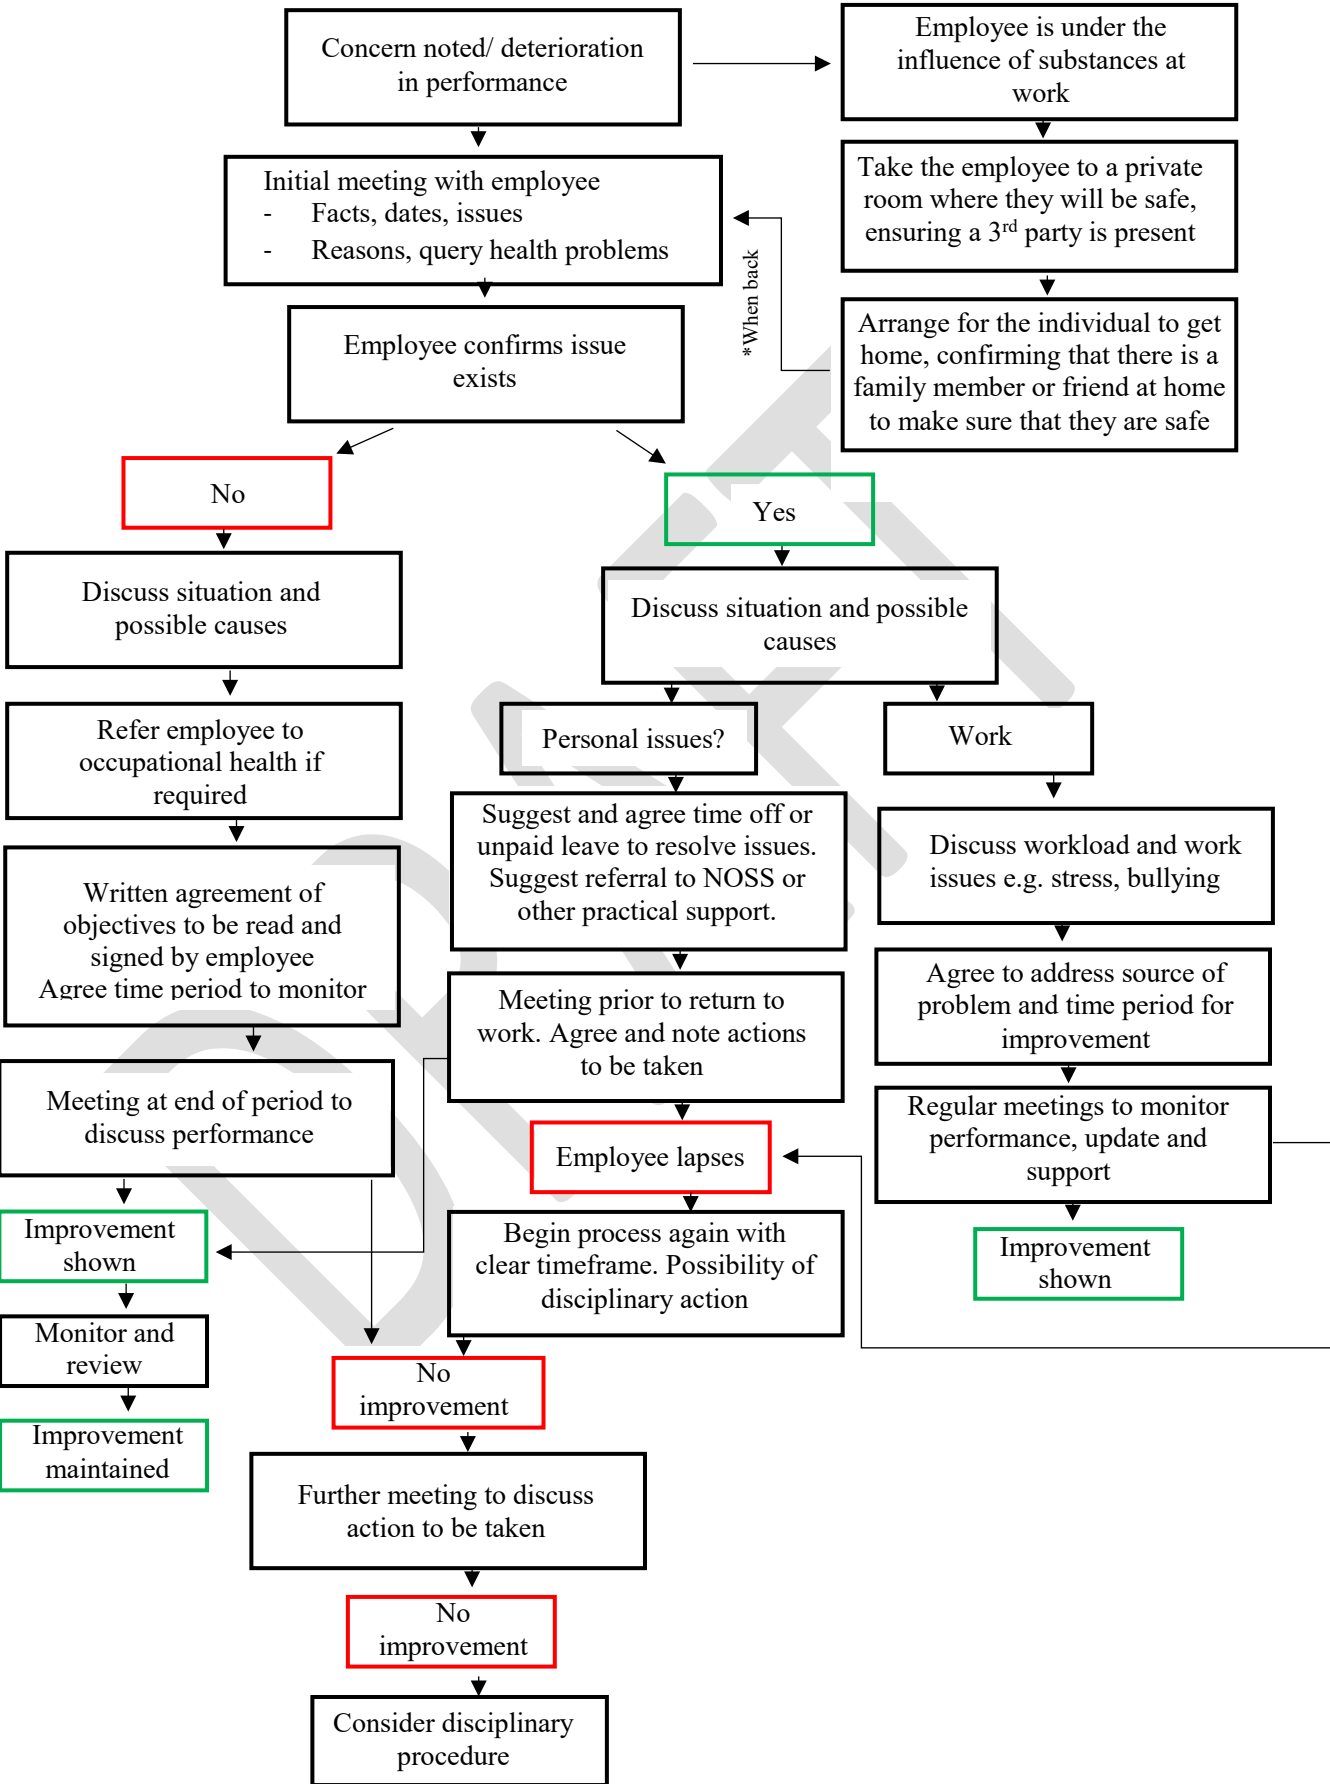 Concern noted/ deterioration
in performance
Employee is under the
influence of substances at
work
Take the employee to a private
room where they will be safe,
ensuring a 3rd party is present
Initial meeting with employee
- Facts, dates, issues
- Reasons, query health problems
*When back
Arrange for the individual to get
home, confirming that there is a
family member or friend at home
to make sure that they are safe
Employee confirms issue
exists
No
Yes
Discuss situation and
possible causes
Discuss situation and possible
causes
Refer employee to
occupational health if
required
Personal issues?
Work
Suggest and agree time off or
unpaid leave to resolve issues.
Suggest referral to NOSS or
other practical support.
Discuss workload and work
issues e.g. stress, bullying
Written agreement of
objectives to be read and
signed by employee
Agree time period to monitor
Meeting prior to return to
work. Agree and note actions
to be taken
Agree to address source of
problem and time period for
improvement
Meeting at end of period to
discuss performance
Employee lapses
Regular meetings to monitor
performance, update and
support
Improvement
shown
Begin process again with
clear timeframe. Possibility of
disciplinary action
Improvement
shown
Monitor and
review
No
improvement
Improvement
maintained
Further meeting to discuss
action to be taken
No
improvement
Consider disciplinary
procedure
DRAFT